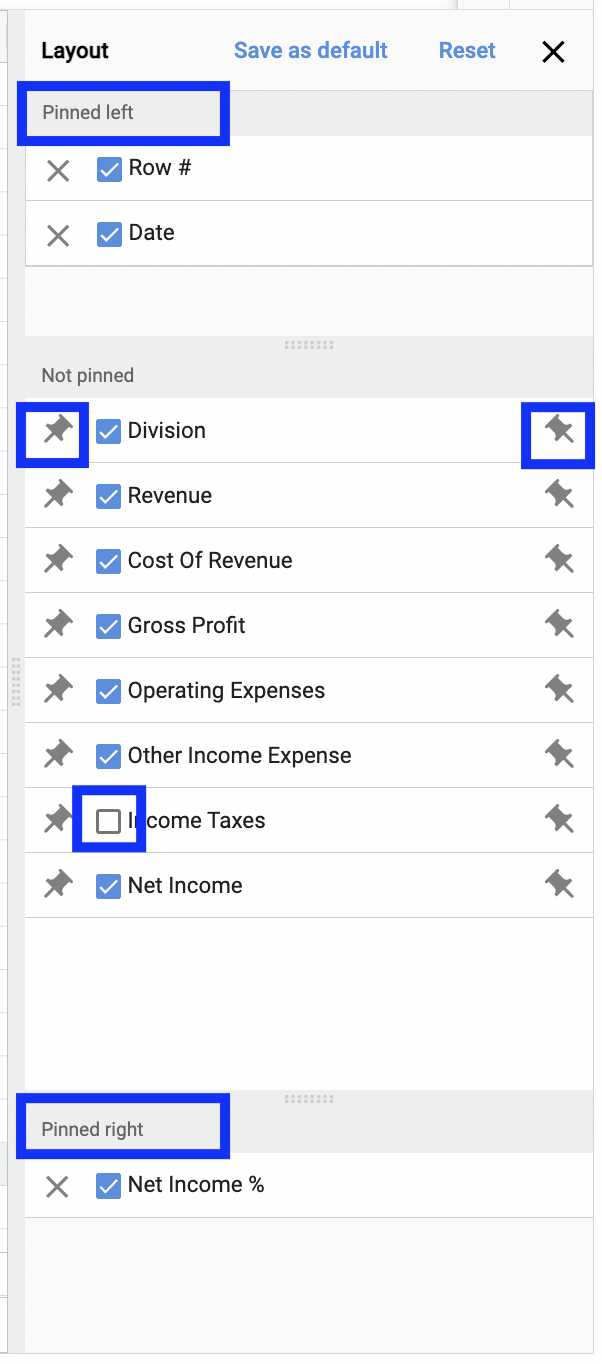 Layout Save as default Reset
Pinned left
Row #
Date
Not pinned
Division
Revenue
Cost Of Revenue
Gross Profit
Operating Expenses
Other Income Expense
Income Taxes
Net Income
Pinned right
Net Income %